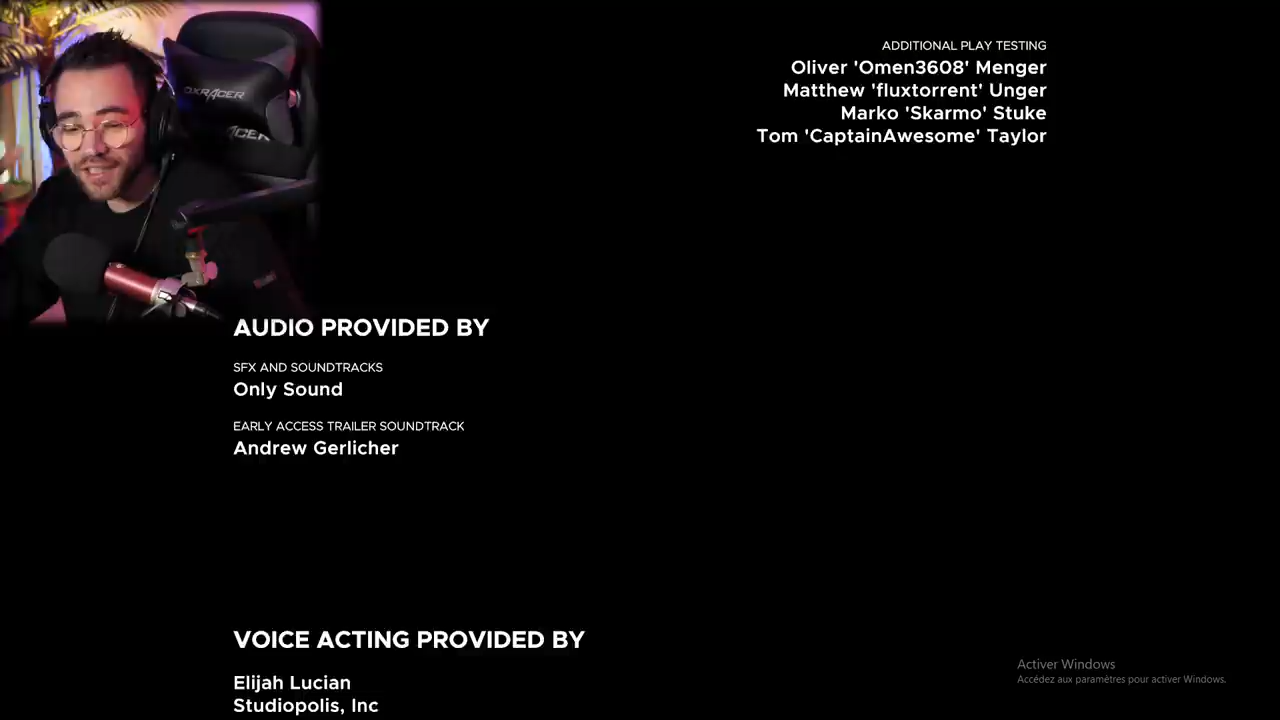 DXRACER
ACER
ADDITIONAL PLAY TESTING
Oliver 'Omen3608' Menger
Matthew 'fluxtorrent' Unger
Marko 'Skarmo' Stuke
Tom 'CaptainAwesome' Taylor
AUDIO PROVIDED BY
SFX AND SOUNDTRACKS
Only Sound
EARLY ACCESS TRAILER SOUNDTRACK
Andrew Gerlicher
VOICE ACTING PROVIDED BY
Elijah Lucian
Studiopolis, Inc
Activer Windows
Accédez aux paramètres pour activer Windows.